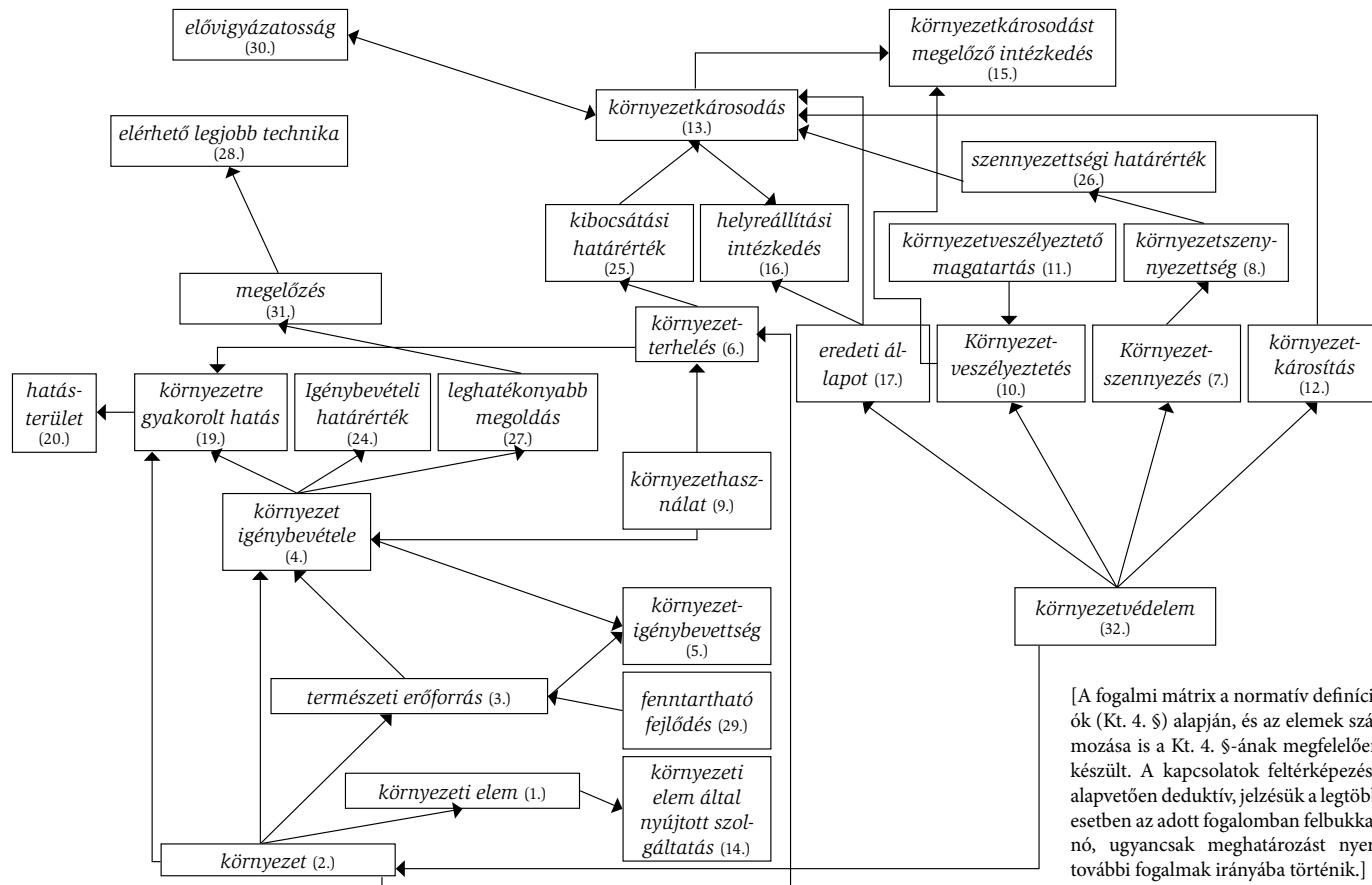 elővigyázatosság
(30.)
környezetkárosodást
megelőző intézkedés
(15.)
környezetkárosodás
(13.)
elérhető legjobb technika
(28.)
szennyezettségi határérték
(26.)
kibocsátási
határérték
(25.)
helyreállítási
intézkedés
(16.)
környezetveszélyeztető
magatartás (11.)
környezetszeny-
nyezettség (8.)
megelőzés
(31.)
környezet-
terhelés (6.)
eredeti ál-
lapot (17.)
Környezet-
veszélyeztetés
(10.)
Környezet-
szennyezés (7.)
környezet-
károsítás
(12.)
hatás-
terület
(20.)
környezetre
gyakorolt hatás
(19.)
Igénybevételi
határérték
(24.)
leghatékonyabb
megoldás
(27.)
környezethasz-
nálat (9.)
környezet
igénybevétele
(4.)
környezet-
igénybevettség
(5.)
környezetvédelem
(32.)
természeti erőforrás (3.)
fenntartható
fejlődés (29.)
környezeti elem (1.)
környezeti
elem által
nyújtott szol-
gáltatás (14.)
környezet (2.)
[A fogalmi mátrix a normatív definíci-
ók (Kt. 4. §) alapján, és az elemek szá-
mozása is a Kt. 4. §-ának megfelelően
készült. A kapcsolatok feltérképezés
alapvetően deduktív, jelzésük a legtöbb
esetben az adott fogalomban felbukka-
nó, ugyancsak meghatározást nyer
további fogalmak irányába történik.]